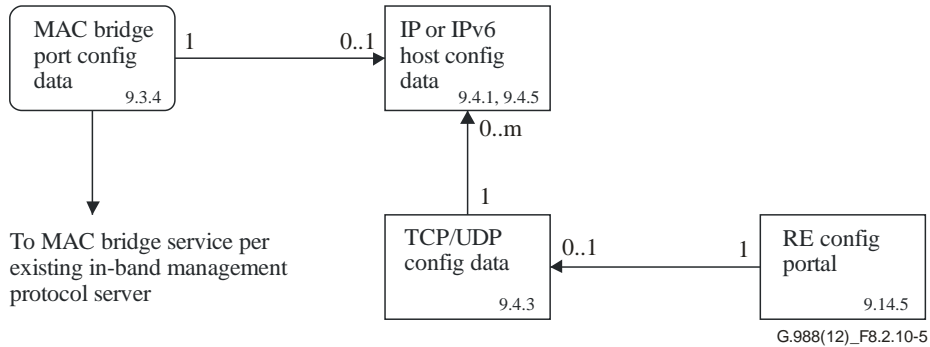 MAC bridge
port config
data
9.3.4
1
0..1
IP or IPv6
host config
data
9.4.1, 9.4.5
0..m
1
To MAC bridge service per
existing in-band management
protocol server
TCP/UDP
config data
9.4.3
0..1
1
RE config
portal
9.14.5
G.988(12)_F8.2.10-5